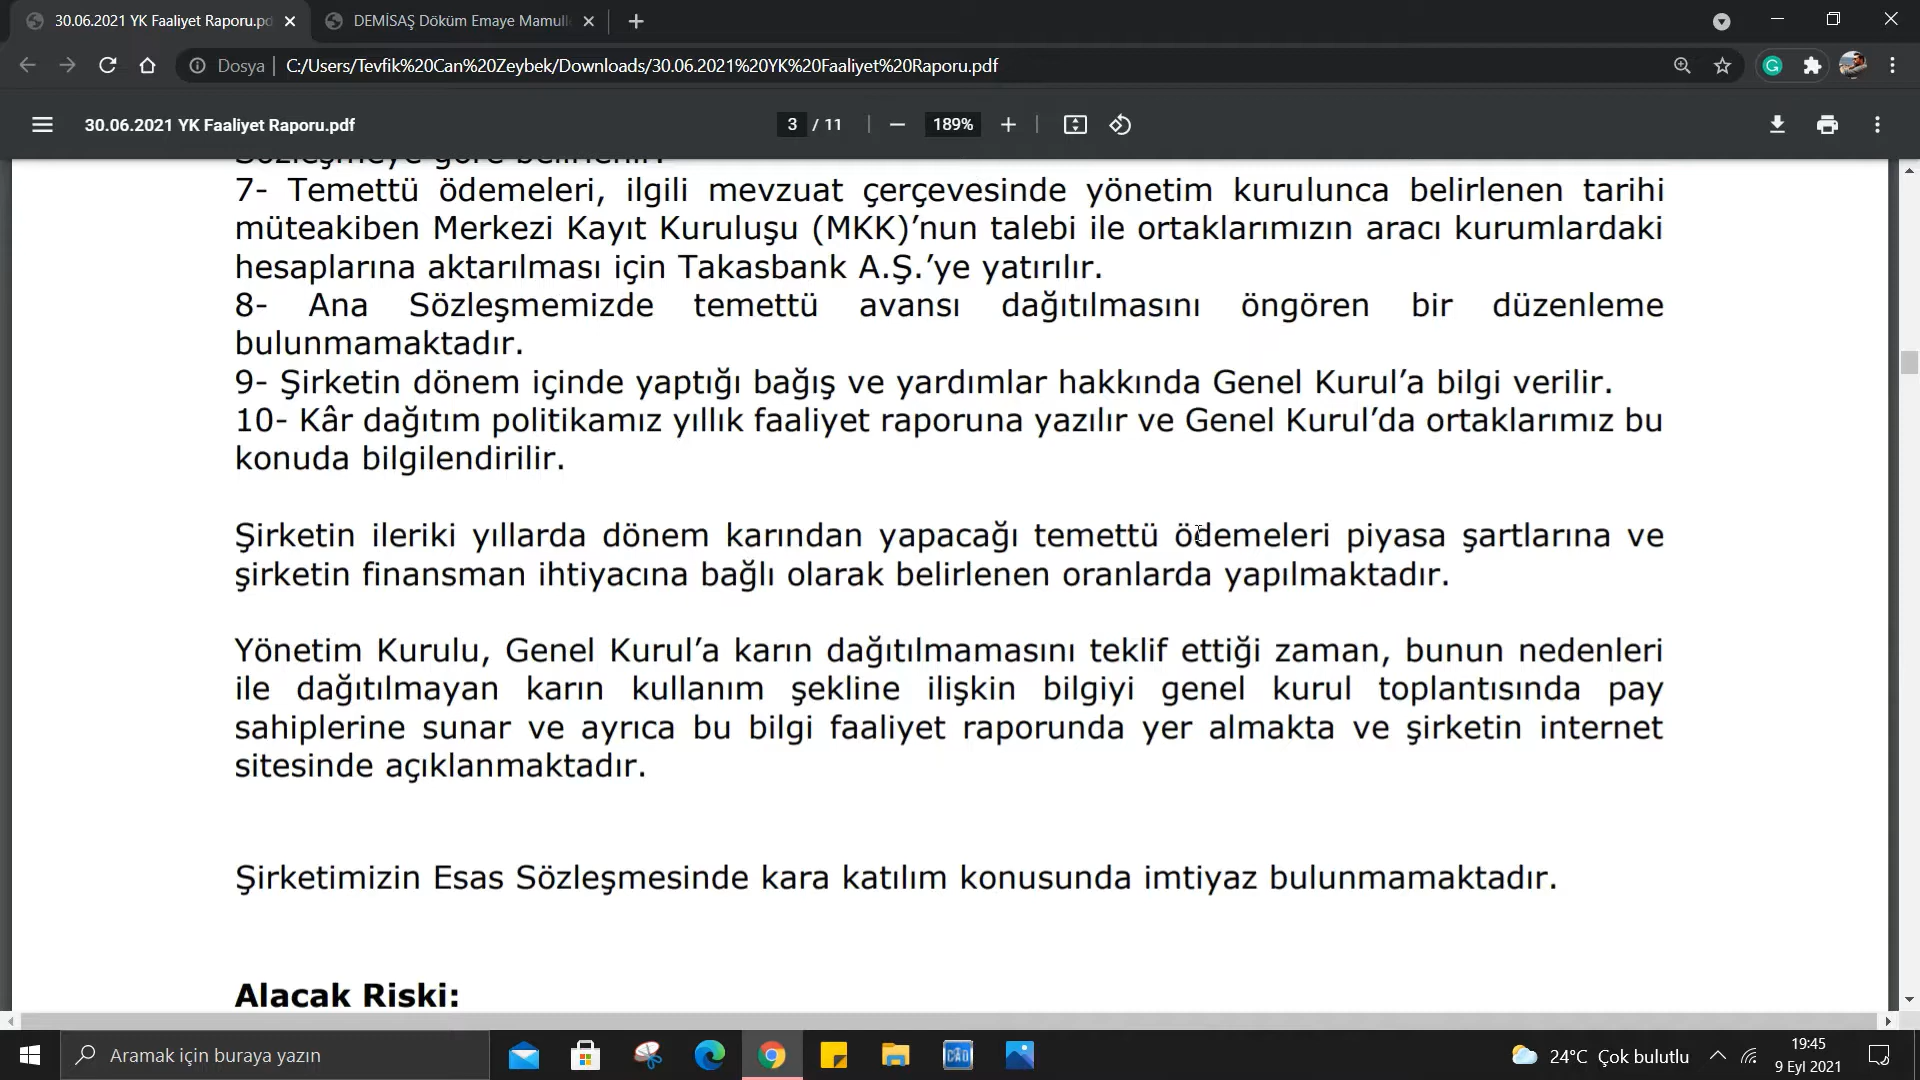 30.06.2021 YK Faaliyet Raporu.pd
DEMİSAŞ Döküm Emaye Mamull
Dosya
C:/Users/Tevfik%20Can%20Zeybek/Downloads/30.06.2021%20YK%20Faaliyet%20Raporu.pdf
30.06.2021 YK Faaliyet Raporu.pdf
3 / 11
189%
Sözleşmeye göre belirlenir.
7- Temettü ödemeleri, ilgili mevzuat çerçevesinde yönetim kurulunca belirlenen tarihi
müteakiben Merkezi Kayıt Kuruluşu (MKK)’nun talebi ile ortaklarımızın aracı kurumlardaki
hesaplarına aktarılması için Takasbank A.Ş.’ye yatırılır.
8- Ana Sözleşmemizde temettü avansı dağıtılmasını öngören bir düzenleme
bulunmamaktadır.
9- Şirketin dönem içinde yaptığı bağış ve yardımlar hakkında Genel Kurul’a bilgi verilir.
10- Kâr dağıtım politikamız yıllık faaliyet raporuna yazılır ve Genel Kurul’da ortaklarımız bu
konuda bilgilendirilir.
Şirketin ileriki yıllarda dönem karından yapacağı temettü ödemeleri piyasa şartlarına ve
şirketin finansman ihtiyacına bağlı olarak belirlenen oranlarda yapılmaktadır.
Yönetim Kurulu, Genel Kurul’a karın dağıtılmamasını teklif ettiği zaman, bunun nedenleri
ile dağıtılmayan karın kullanım şekline ilişkin bilgiyi genel kurul toplantısında pay
sahiplerine sunar ve ayrıca bu bilgi faaliyet raporunda yer almakta ve şirketin internet
sitesinde açıklanmaktadır.
Şirketimizin Esas Sözleşmesinde kara katılım konusunda imtiyaz bulunmamaktadır.
Alacak Riski:
Aramak için buraya yazın
24°C Çok bulutlu
19:45
9 Eyl 2021